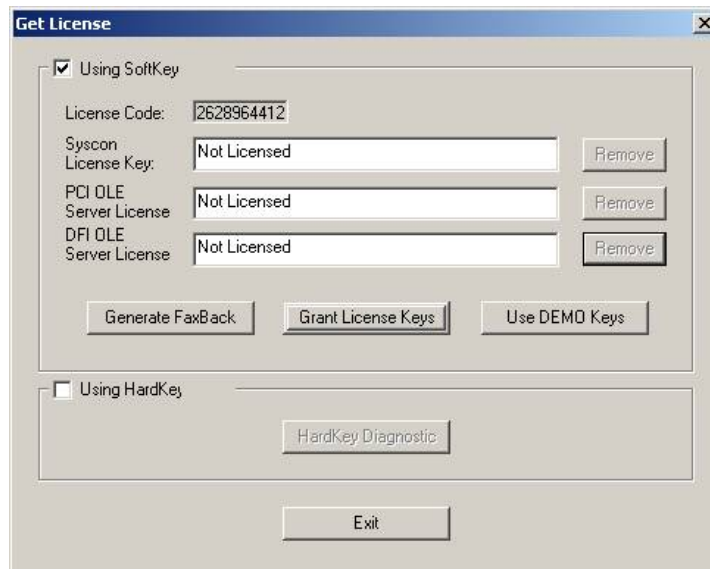 Get License
Using SoftKey
License Code: 2628964412
Syscon
License Key: Not Licensed Remove
PCI OLE
Server License Not Licensed Remove
DFI OLE
Server License Not Licensed Remove
Generate FaxBack Grant License Keys Use DEMO Keys
Using HardKey
HardKey Diagnostic
Exit